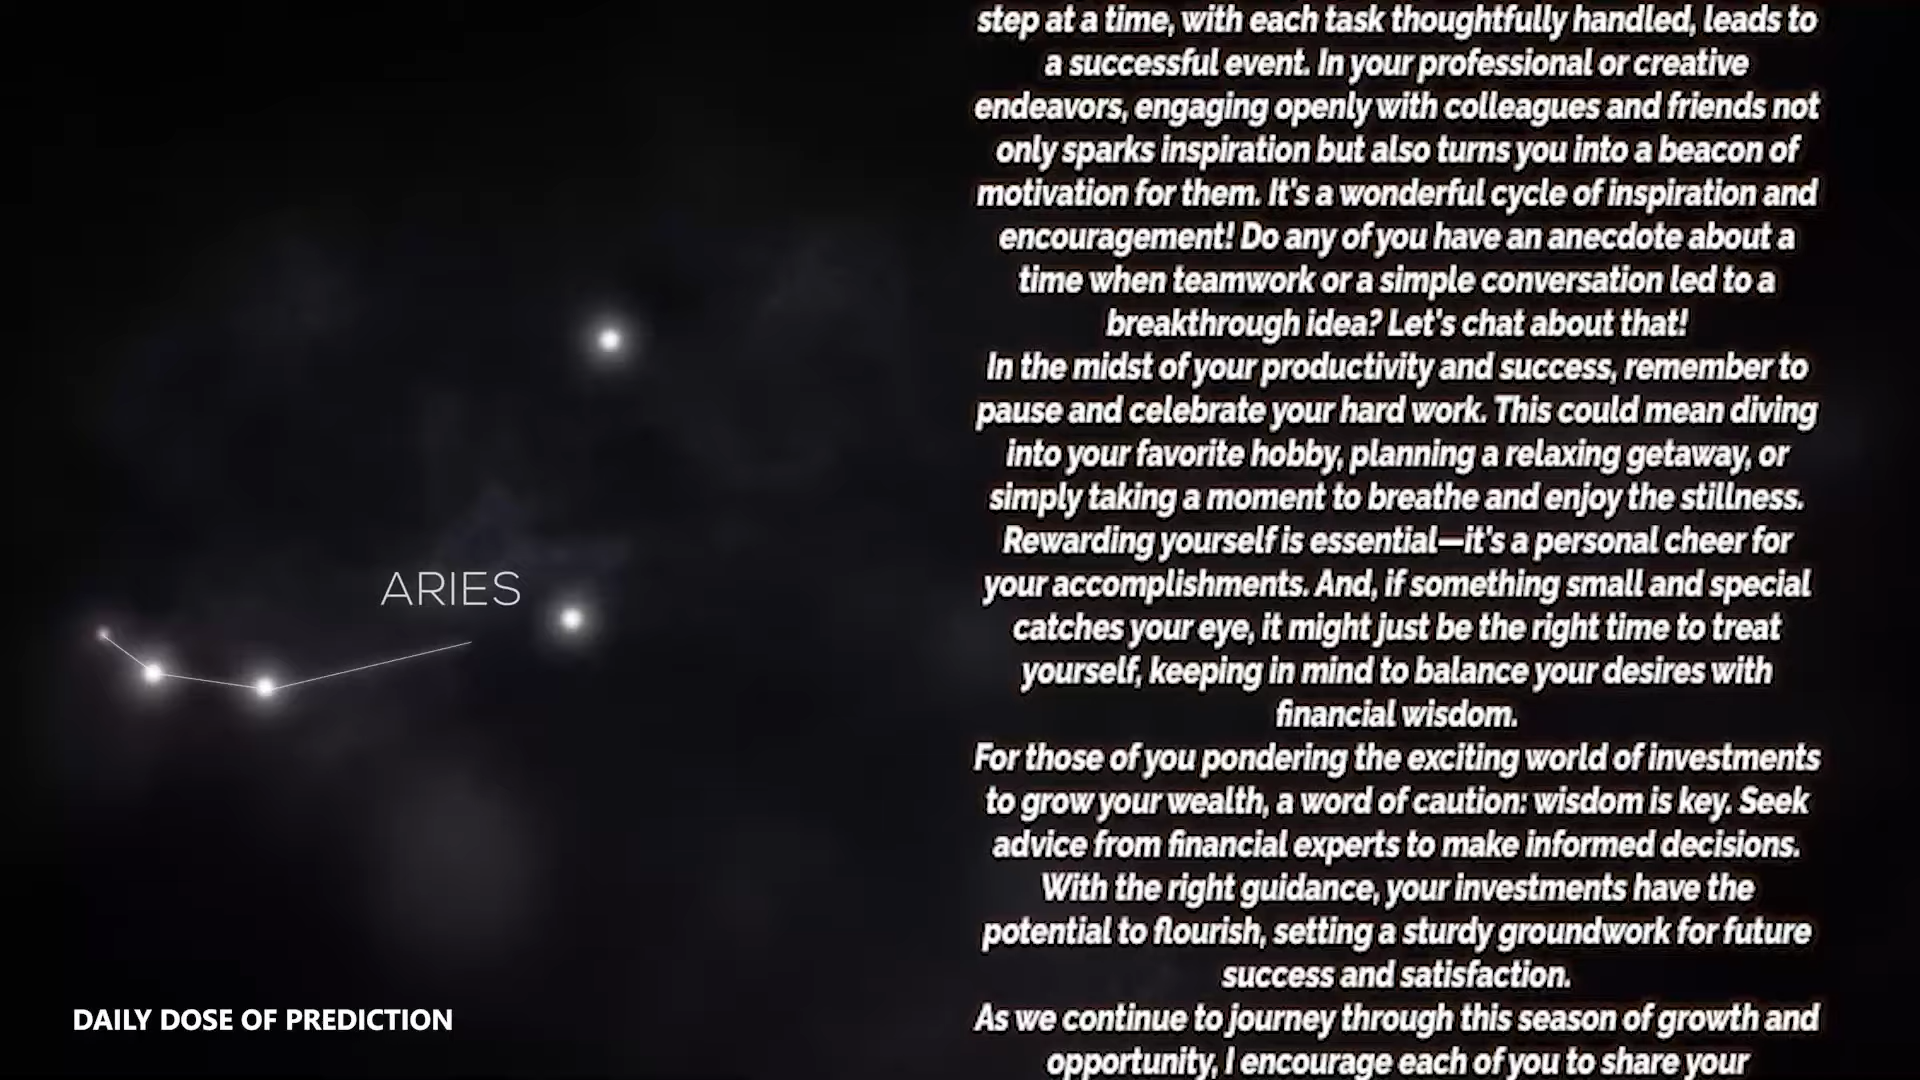 step at a time, with each task thoughtfully handled, leads to
a successful event. In your professional or creative
endeavors, engaging openly with colleagues and friends not
only sparks inspiration but also turns you into a beacon of
motivation for them. It's a wonderful cycle of inspiration and
encouragement! Do any of you have an anecdote about a
time when teamwork or a simple conversation led to a
breakthrough idea? Let's chat about that!
In the midst of your productivity and success, remember to
pause and celebrate your hard work. This could mean diving
into your favorite hobby, planning a relaxing getaway, or
simply taking a moment to breathe and enjoy the stillness.
Rewarding yourself is essential—it's a personal cheer for
your accomplishments. And, if something small and special
catches your eye, it might just be the right time to treat
yourself, keeping in mind to balance your desires with
financial wisdom.
For those of you pondering the exciting world of investments
to grow your wealth, a word of caution: wisdom is key. Seek
advice from financial experts to make informed decisions.
With the right guidance, your investments have the
potential to flourish, setting a sturdy groundwork for future
success and satisfaction.
As we continue to journey through this season of growth and
opportunity, I encourage each of you to share your
ARIES
DAILY DOSE OF PREDICTION